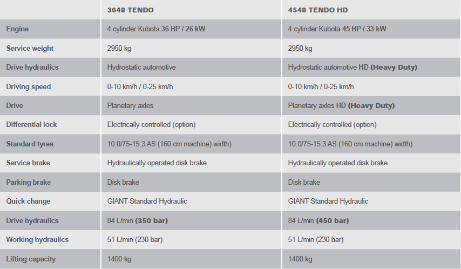 3648 TENDO 4548 TENDO HD
Engine 4 cylinder Kubota 36 HP / 26 kW 4 cylinder Kubota 45 HP / 33 kW
Service weight 2950 kg 2950 kg
Drive hydraulics Hydrostatic automotive Hydrostatic automotive HD (Heavy Duty)
Driving speed 0-10 km/h / 0-25 km/h 0-10 km/h / 0-25 km/h
Drive Planetary axles Planetary axles HD (Heavy Duty)
Differential lock Electrically controlled (option) Electrically controlled (option)
Standard tyres 10.0/75-15.3 AS (160 cm machine) width) 10.0/75-15.3 AS (160 cm machine) width)
Service brake Hydraulically operated disk brake Hydraulically operated disk brake
Parking brake Disk brake Disk brake
Quick change GIANT Standard Hydraulic GIANT Standard Hydraulic
Drive hydraulics 84 L/min (350 bar) 84 L/min (450 bar)
Working hydraulics 51 L/min (230 bar) 51 L/min (230 bar)
Lifting capacity 1400 kg 1400 kg